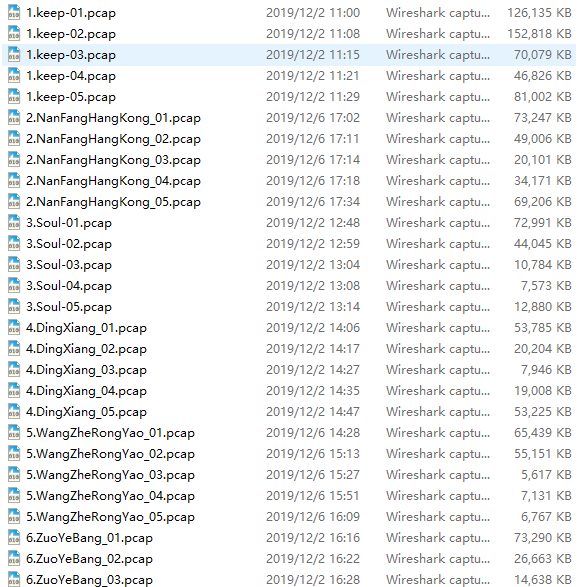 1.keep-01.pcap 2019/12/2 11:00 Wireshark captu... 126,135 KB
1.keep-02.pcap 2019/12/2 11:08 Wireshark captu... 152,818 KB
1.keep-03.pcap 2019/12/2 11:15 Wireshark captu... 70,079 KB
1.keep-04.pcap 2019/12/2 11:21 Wireshark captu... 46,826 KB
1.keep-05.pcap 2019/12/2 11:29 Wireshark captu... 81,002 KB
2.NanFangHangKong_01.pcap 2019/12/6 17:02 Wireshark captu... 73,247 KB
2.NanFangHangKong_02.pcap 2019/12/6 17:11 Wireshark captu... 49,006 KB
2.NanFangHangKong_03.pcap 2019/12/6 17:14 Wireshark captu... 20,101 KB
2.NanFangHangKong_04.pcap 2019/12/6 17:18 Wireshark captu... 34,171 KB
2.NanFangHangKong_05.pcap 2019/12/6 17:34 Wireshark captu... 69,206 KB
3.Soul-01.pcap 2019/12/2 12:48 Wireshark captu... 72,991 KB
3.Soul-02.pcap 2019/12/2 12:59 Wireshark captu... 44,045 KB
3.Soul-03.pcap 2019/12/2 13:04 Wireshark captu... 10,784 KB
3.Soul-04.pcap 2019/12/2 13:08 Wireshark captu... 7,573 KB
3.Soul-05.pcap 2019/12/2 13:14 Wireshark captu... 12,880 KB
4.DingXiang_01.pcap 2019/12/2 14:06 Wireshark captu... 53,785 KB
4.DingXiang_02.pcap 2019/12/2 14:17 Wireshark captu... 20,204 KB
4.DingXiang_03.pcap 2019/12/2 14:27 Wireshark captu... 7,946 KB
4.DingXiang_04.pcap 2019/12/2 14:35 Wireshark captu... 19,008 KB
4.DingXiang_05.pcap 2019/12/2 14:47 Wireshark captu... 53,225 KB
5.WangZheRongYao_01.pcap 2019/12/6 14:28 Wireshark captu... 65,439 KB
5.WangZheRongYao_02.pcap 2019/12/6 15:13 Wireshark captu... 55,151 KB
5.WangZheRongYao_03.pcap 2019/12/6 15:27 Wireshark captu... 5,617 KB
5.WangZheRongYao_04.pcap 2019/12/6 15:51 Wireshark captu... 7,131 KB
5.WangZheRongYao_05.pcap 2019/12/6 16:09 Wireshark captu... 6,767 KB
6.ZuoYeBang_01.pcap 2019/12/2 16:16 Wireshark captu... 73,290 KB
6.ZuoYeBang_02.pcap 2019/12/2 16:22 Wireshark captu... 26,663 KB
6.ZuoYeBang_03.pcap 2019/12/2 16:28 Wireshark captu... 14,638 KB